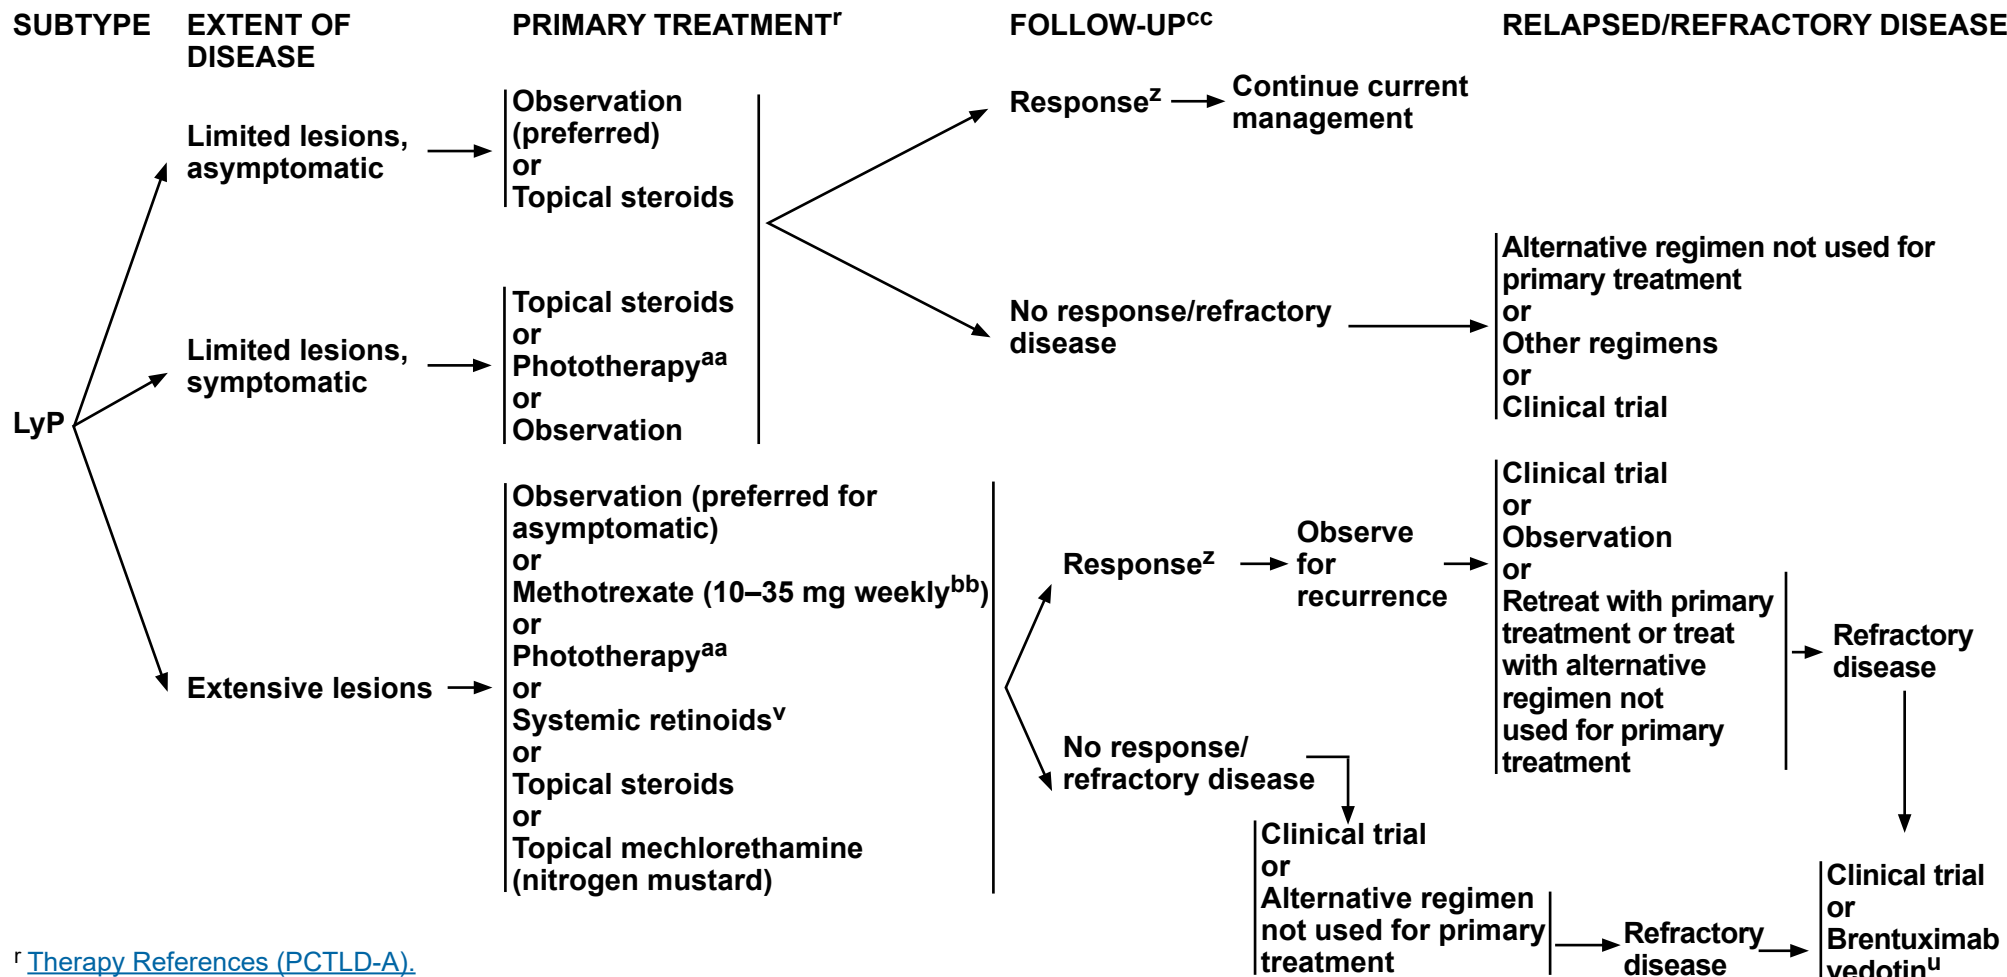 SUBTYPE
EXTENT OF
DISEASE
PRIMARY TREATMENTr
FOLLOW-UPcc
RELAPSED/REFRACTORY DISEASE
LyP
Limited lesions,
asymptomatic
Observation
(preferred)
or
Topical steroids
Limited lesions,
symptomatic
Topical steroids
or
Phototherapyaa
or
Observation
Responsez
Continue current
management
No response/refractory
disease
Alternative regimen not used for
primary treatment
or
Other regimens
or
Clinical trial
Extensive lesions
Observation (preferred for
asymptomatic)
or
Methotrexate (10–35 mg weeklybb)
or
Phototherapyaa
or
Systemic retinoidsv
or
Topical steroids
or
Topical mechlorethamine
(nitrogen mustard)
Responsez
Observe
for
recurrence
Clinical trial
or
Observation
or
Retreat with primary
treatment or treat
with alternative
regimen not
used for primary
treatment
Refractory
disease
No response/
refractory disease
Clinical trial
or
Alternative regimen
not used for primary
treatment
Refractory
disease
Clinical trial
or
Brentuximab
vedotinu
r Therapy References (PCTLD-A).